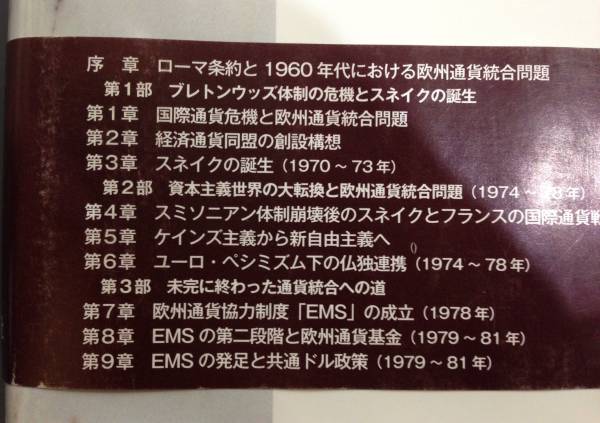 序　章　ローマ条約と1960年代における欧州通貨統合問題
第1部　ブレトンウッズ体制の危機とスネイクの誕生
第1章　国際通貨危機と欧州通貨統合問題
第2章　経済通貨同盟の創設構想
第3章　スネイクの誕生（1970～73年）
第2部　資本主義世界の大転換と欧州通貨統合問題（1974～78年）
第4章　スミソニアン体制崩壊後のスネイクとフランスの国際通貨戦
第5章　ケインズ主義から新自由主義へ
第6章　ユーロ・ペシミズム下の仏独連携（1974～78年）
第3部　未完に終わった通貨統合への道
第7章　欧州通貨協力制度「EMS」の成立（1978年）
第8章　EMSの第二段階と欧州通貨基金（1979～81年）
第9章　EMSの発足と共通ドル政策（1979～81年）